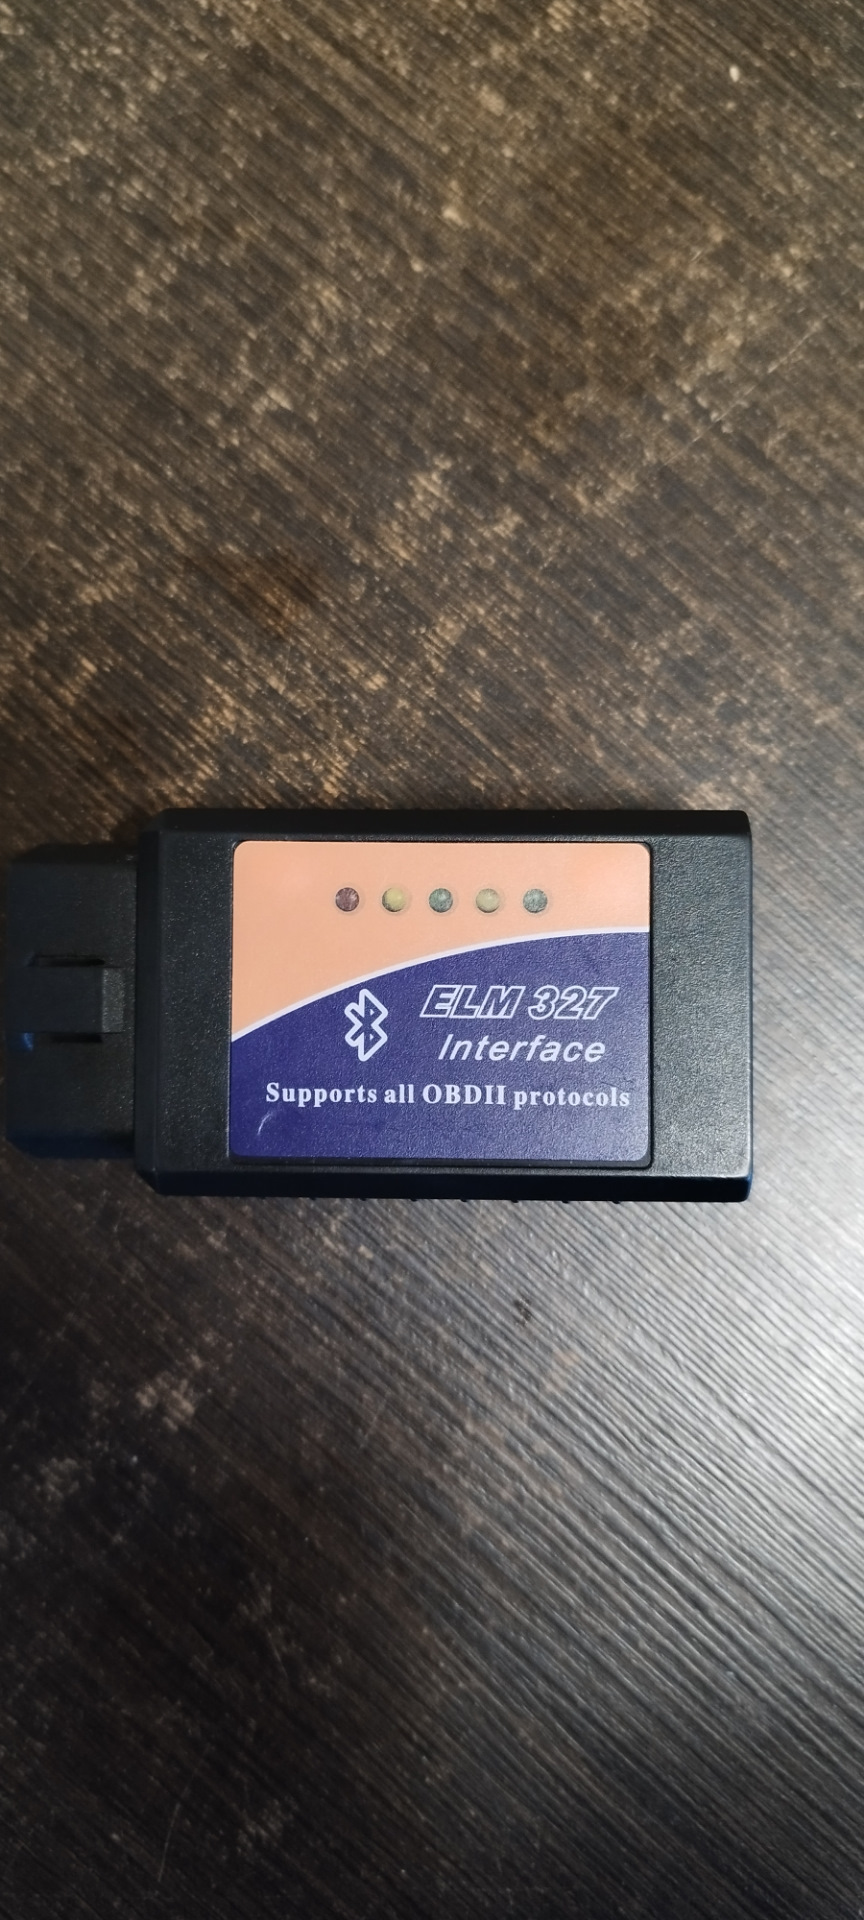 ELM 327
Interface
Supports all OBDII protocols